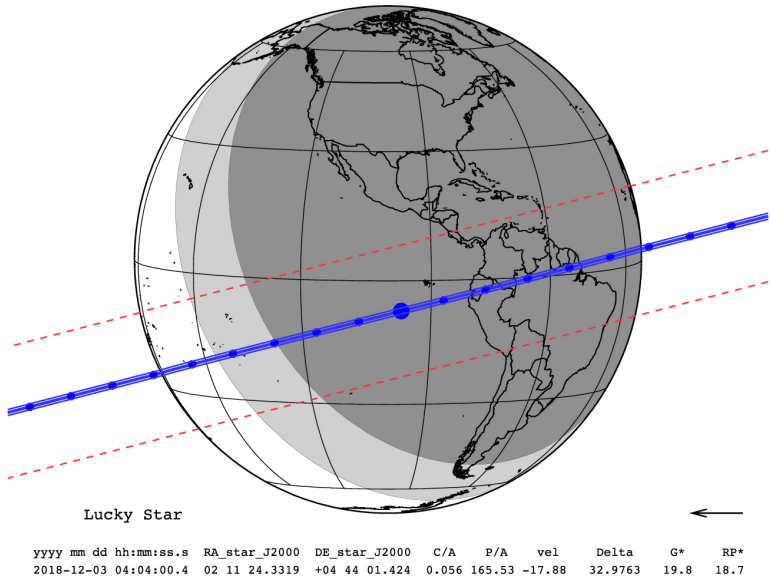 Lucky Star
yyyy mm dd hh:mm:ss.s RA_star_J2000 DE_star_J2000 C/A P/A vel Delta G* RP*
2018-12-03 04:04:00.4 02 11 24.3319 +04 44 01.424 0.056 165.53 -17.88 32.9763 19.8 18.7